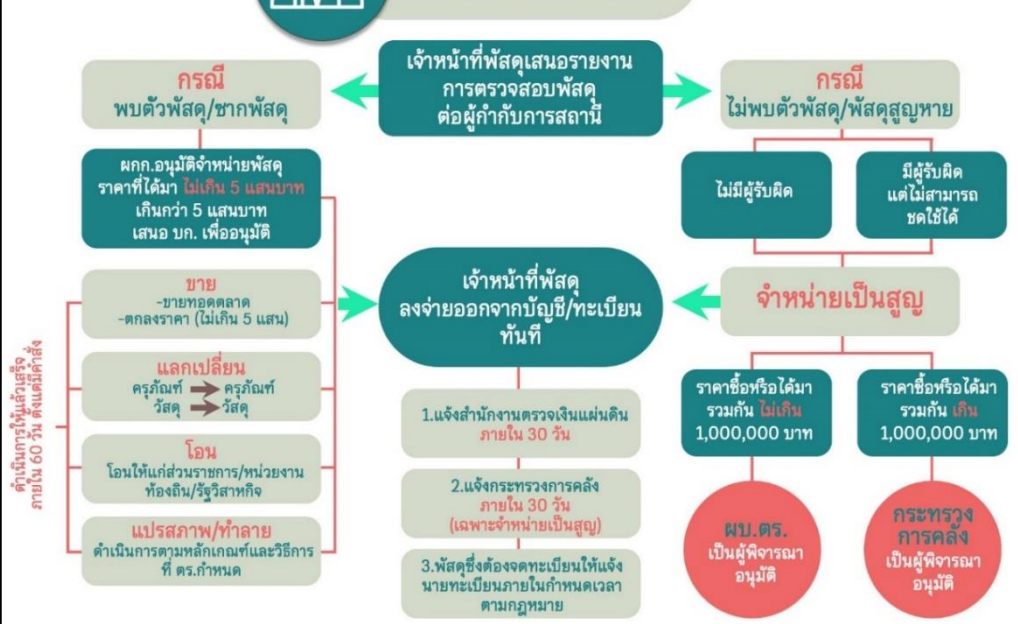 เจ้าหน้าที่พัสดุเสนอรายงาน
การตรวจสอบพัสดุ
ต่อผู้กำกับการสถานี
กรณี
พบตัวพัสดุ/ซากพัสดุ
ผกก.อนุมัติจำหน่ายพัสดุ
ราคาที่ได้มา ไม่เกิน 5 แสนบาท
เกินกว่า 5 แสนบาท
เสนอ บก. เพื่ออนุมัติ
ขาย
-ขายทอดตลาด
-ตกลงราคา (ไม่เกิน 5 แสน)
แลกเปลี่ยน
ครุภัณฑ์ ครุภัณฑ์
วัสดุ วัสดุ
โอน
โอนให้แก่ส่วนราชการ/หน่วยงาน
ท้องถิ่น/รัฐวิสาหกิจ
แปรสภาพ/ทำลาย
ดำเนินการตามหลักเกณฑ์และวิธีการ
ที่ ตร.กำหนด
ดำเนินการให้แล้วเสร็จ
ภายใน 60 วัน ตั้งแต่มีคำสั่ง
เจ้าหน้าที่พัสดุ
ลงจ่ายออกจากบัญชี/ทะเบียน
ทันที
1.แจ้งสำนักงานตรวจเงินแผ่นดิน
ภายใน 30 วัน
2.แจ้งกระทรวงการคลัง
ภายใน 30 วัน
(เฉพาะจำหน่ายเป็นสูญ)
3.พัสดุซึ่งต้องจดทะเบียนให้แจ้ง
นายทะเบียนภายในกำหนดเวลา
ตามกฎหมาย
กรณี
ไม่พบตัวพัสดุ/พัสดุสูญหาย
ไม่มีผู้รับผิด
มีผู้รับผิด
แต่ไม่สามารถ
ชดใช้ได้
จำหน่ายเป็นสูญ
ราคาซื้อหรือได้มา
รวมกัน ไม่เกิน
1,000,000 บาท
ราคาซื้อหรือได้มา
รวมกัน เกิน
1,000,000 บาท
ผบ.ตร.
เป็นผู้พิจารณา
อนุมัติ
กระทรวง
การคลัง
เป็นผู้พิจารณา
อนุมัติ